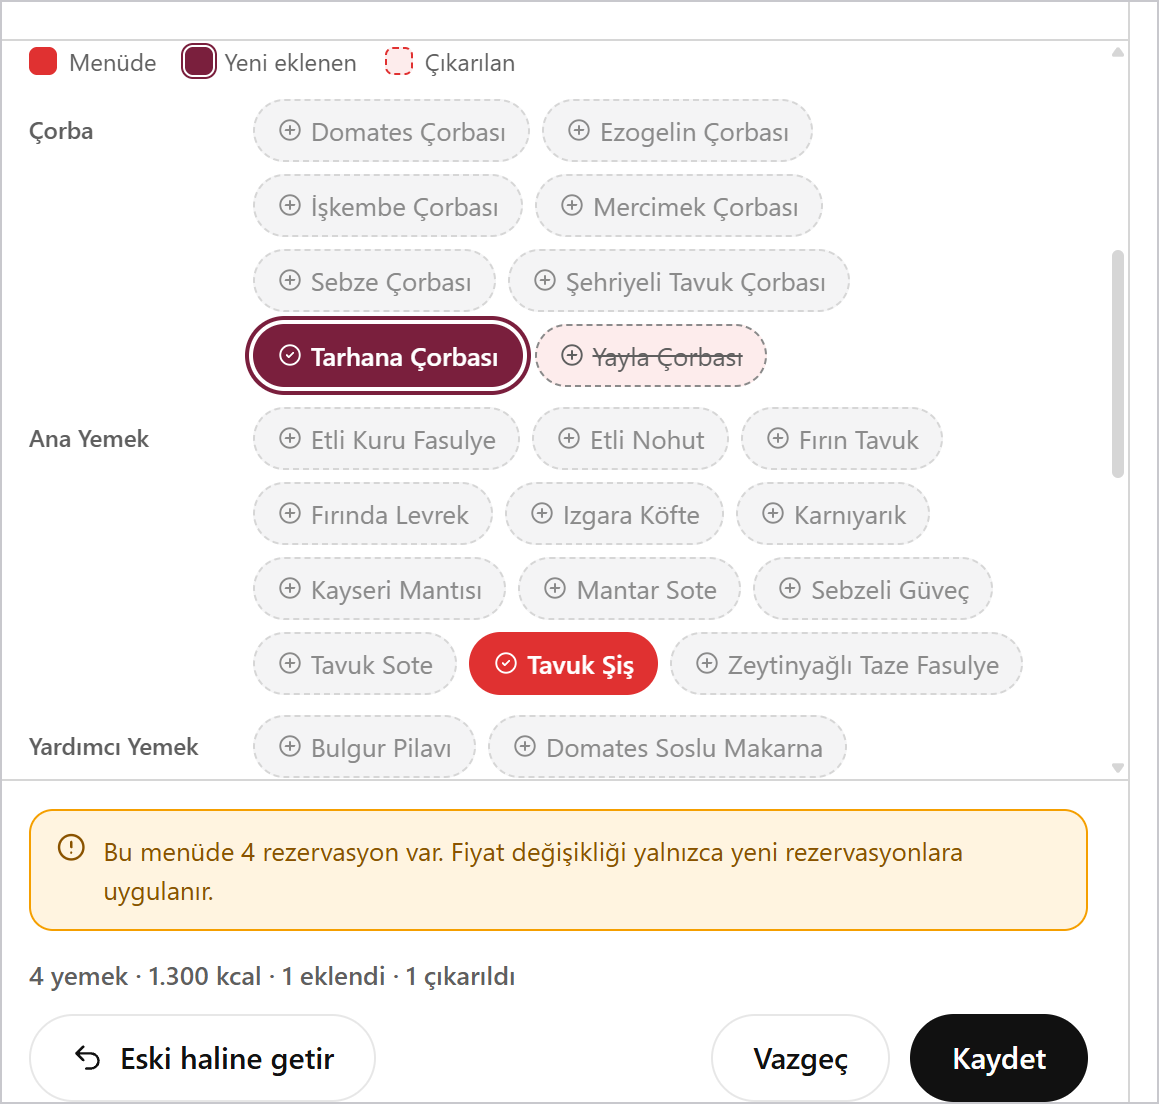 Menüde Yeni eklenen Çıkarılan
Çorba Domates Çorbası Ezogelin Çorbası
İşkembe Çorbası Mercimek Çorbası
Sebze Çorbası Şehriyeli Tavuk Çorbası
Tarhana Çorbası Yayla Çorbası
Ana Yemek Etli Kuru Fasulye Etli Nohut Fırın Tavuk
Fırında Levrek Izgara Köfte Karnıyarık
Kayseri Mantısı Mantar Sote Sebzeli Güveç
Tavuk Sote Tavuk Şiş Zeytinyağlı Taze Fasulye
Yardımcı Yemek Bulgur Pilavı Domates Soslu Makarna
Bu menüde 4 rezervasyon var. Fiyat değişikliği yalnızca yeni rezervasyonlara
uygulanır.
4 yemek · 1.300 kcal · 1 eklendi · 1 çıkarıldı
Eski haline getir Vazgeç Kaydet